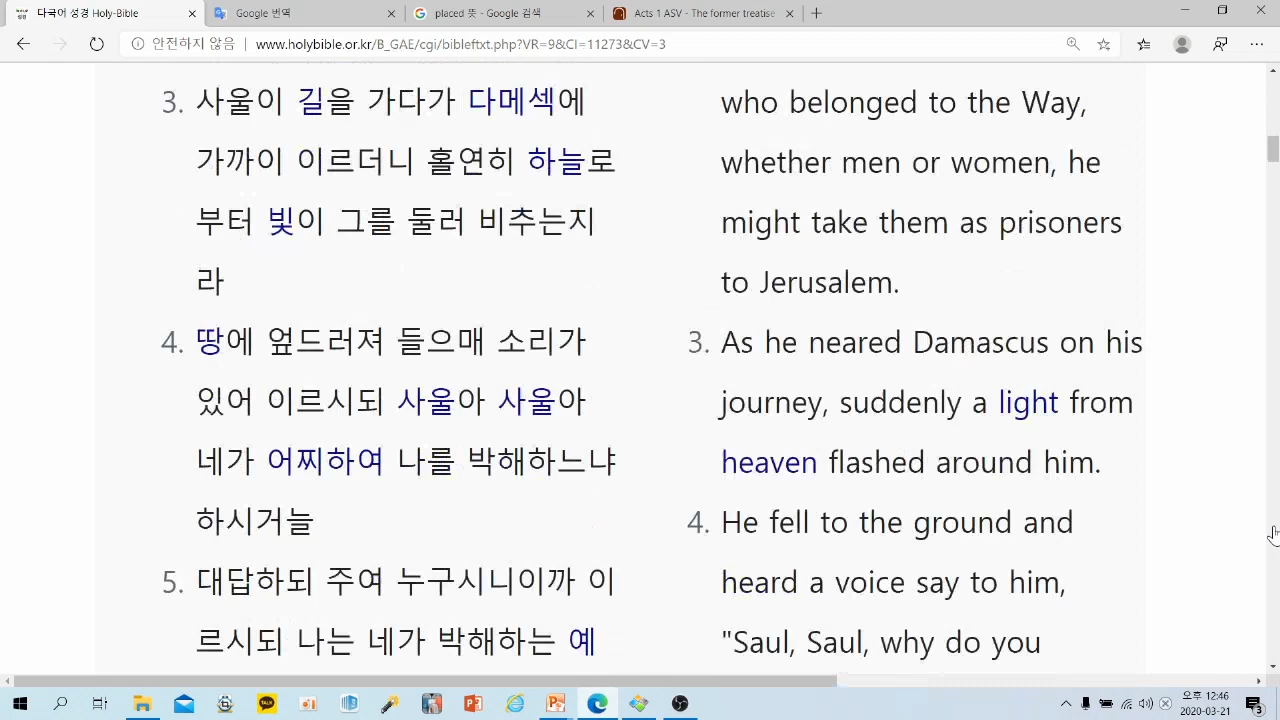 다국어 성경 Holy-Bible
Google 번역
placed 뜻 - Google 검색
Acts 1 ASV - The former treatise
안전하지 않음
www.holybible.or.kr/B_GAE/cgi/bibleftxt.php?VR=9&CI=11273&CV=3
3. 사울이 길을 가다가 다메섹에
가까이 이르더니 홀연히 하늘로
부터 빛이 그를 둘러 비추는지
라
4. 땅에 엎드러져 들으매 소리가
있어 이르시되 사울아 사울아
네가 어찌하여 나를 박해하느냐
하시거늘
5. 대답하되 주여 누구시니이까 이
르시되 나는 네가 박해하는 예
who belonged to the Way,
whether men or women, he
might take them as prisoners
to Jerusalem.
3. As he neared Damascus on his
journey, suddenly a light from
heaven flashed around him.
4. He fell to the ground and
heard a voice say to him,
"Saul, Saul, why do you
TALK
오후 12:46
2020-03-21
3